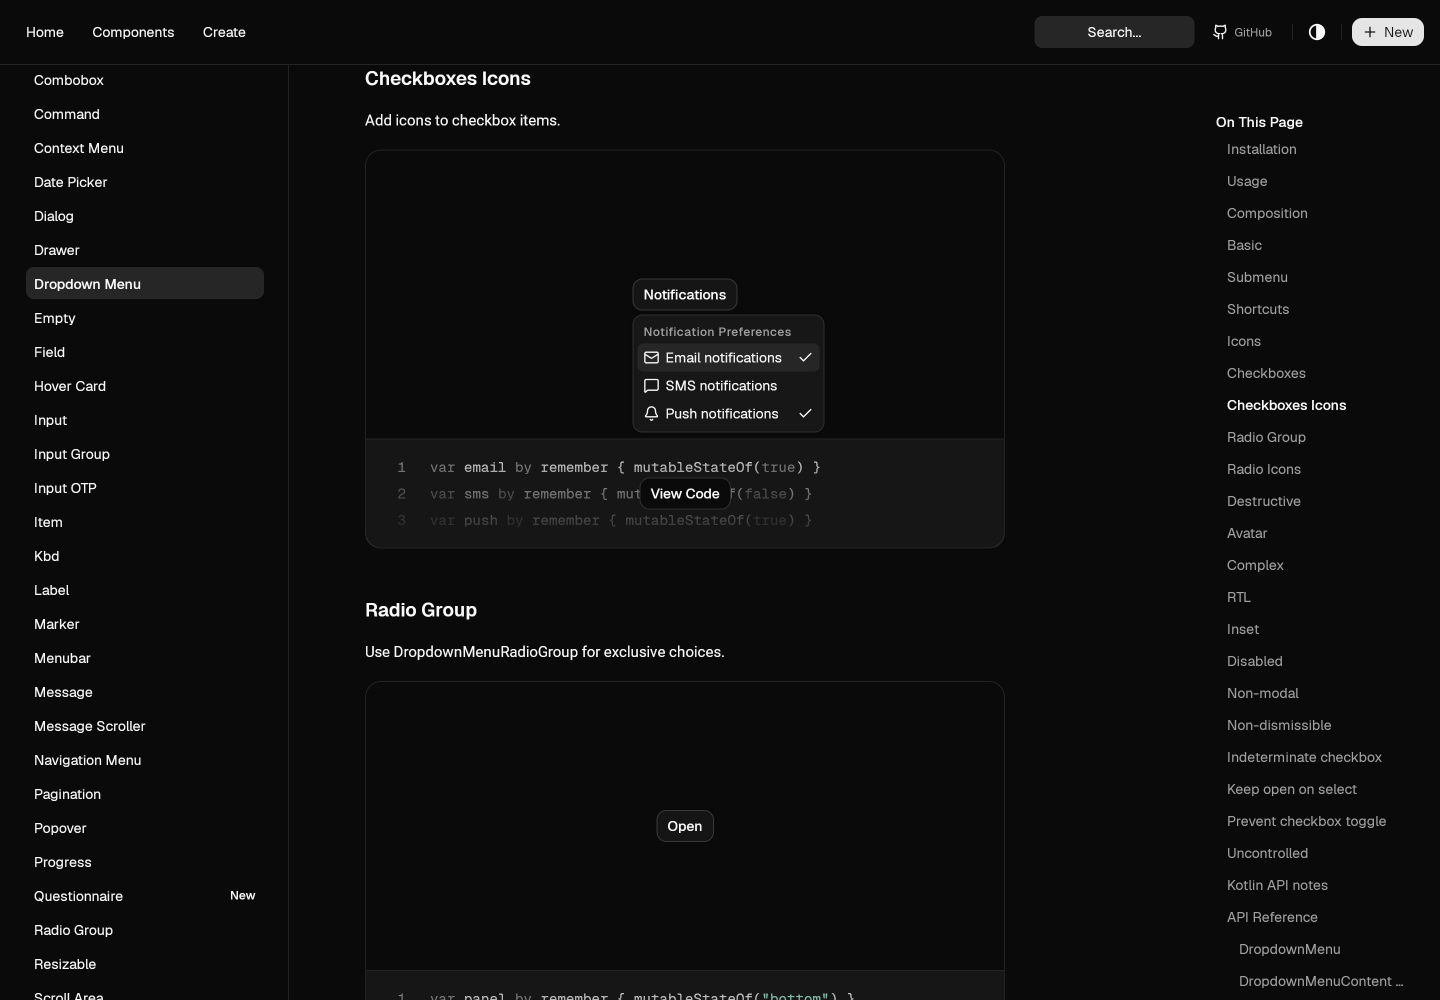 Home
Components
Create
Search...
GitHub
New
Combobox
Command
Context Menu
Date Picker
Dialog
Drawer
Dropdown Menu
Empty
Field
Hover Card
Input
Input Group
Input OTP
Item
Kbd
Label
Marker
Menubar
Message
Message Scroller
Navigation Menu
Pagination
Popover
Progress
Questionnaire New
Radio Group
Resizable
Scroll Area
Checkboxes Icons
Add icons to checkbox items.
Notifications
Notification Preferences
Email notifications
SMS notifications
Push notifications
1 var email by remember { mutableStateOf(true) }
2 var sms by remember { mut
View Code
f(false) }
3 var push by remember { mutableStateOf(true) }
Radio Group
Use DropdownMenuRadioGroup for exclusive choices.
Open
1 var panel by remember { mutableStateOf("bottom") }
On This Page
Installation
Usage
Composition
Basic
Submenu
Shortcuts
Icons
Checkboxes
Checkboxes Icons
Radio Group
Radio Icons
Destructive
Avatar
Complex
RTL
Inset
Disabled
Non-modal
Non-dismissible
Indeterminate checkbox
Keep open on select
Prevent checkbox toggle
Uncontrolled
Kotlin API notes
API Reference
DropdownMenu
DropdownMenuContent ...